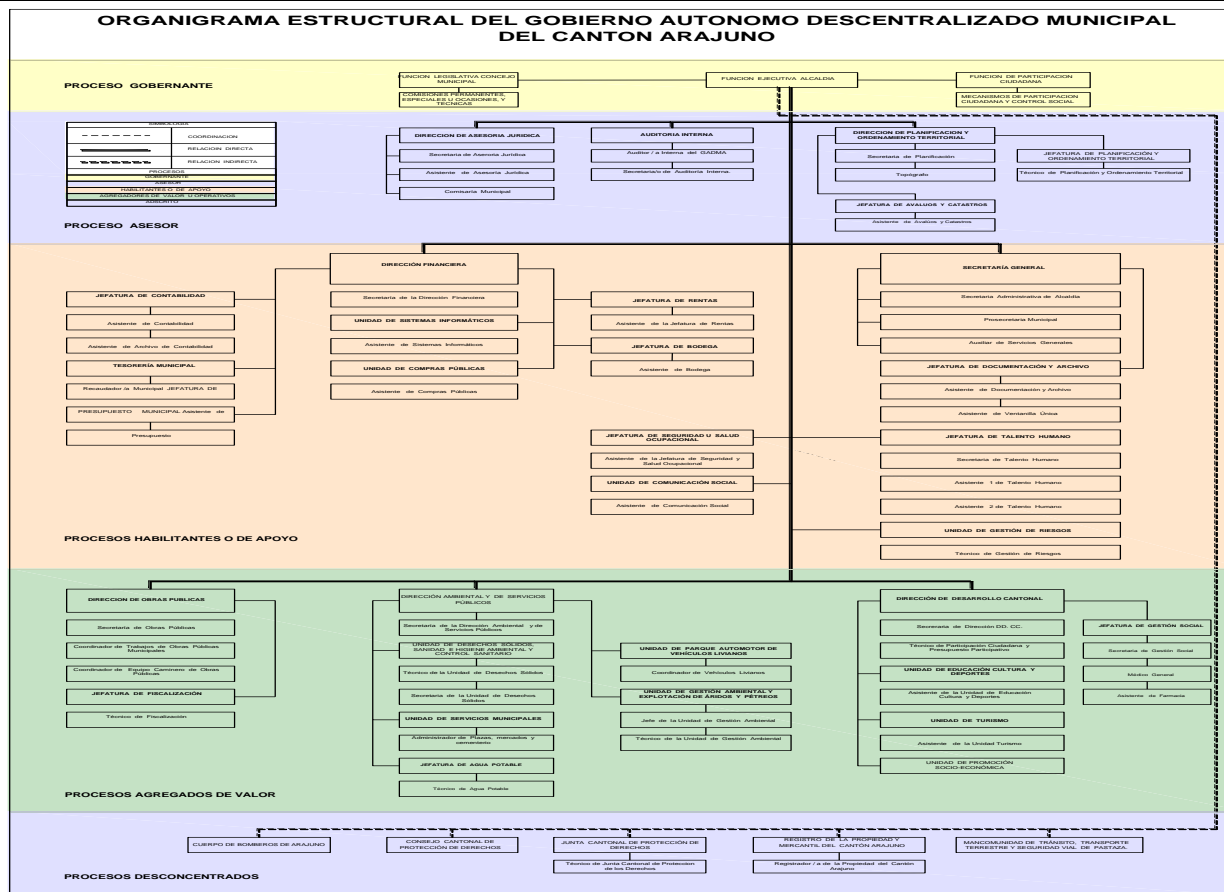 ORGANIGRAMA ESTRUCTURAL DEL GOBIERNO AUTONOMO DESCENTRALIZADO MUNICIPAL
DEL CANTON ARAJUNO
PROCESO GOBERNANTE
FUNCION LEGISLATIVA CONCEJO
MUNICIPAL
COMISIONES PERMANENTES,
ESPECIALES U OCASIONES, Y
TECNICAS
FUNCION EJECUTIVA ALCALDIA
FUNCION DE PARTICIPACION
CIUDADANA
MECANISMOS DE PARTICIPACION
CIUDADANA Y CONTROL SOCIAL
SIMBOLOGIA
COORDINACION
RELACION DIRECTA
RELACION INDIRECTA
PROCESOS
GOBERNANTE
ASESOR
HABILITANTES O DE APOYO
AGREGADORES DE VALOR U OPERATIVOS
ADSCRITO
DIRECCION DE ASESORIA JURIDICA
Secretaria de Asesoria Jurídica
Asistente de Asesoria Jurídica
Comisaría Municipal
AUDITORIA INTERNA
Auditor / a Interna del GADMA
Secretaria/o de Auditoria Interna.
DIRECCION DE PLANIFICACION Y
ORDENAMIENTO TERRITORIAL
Secretaria de Planificación
Topógrafo
JEFATURA DE AVALUOS Y CATASTROS
Asistente de Avalúos y Catastros
JEFATURA DE PLANIFICACIÓN Y
ORDENAMIENTO TERRITORIAL
Técnico de Planificación y Ordenamiento Territorial
PROCESO ASESOR
DIRECCIÓN FINANCIERA
Secretaria de la Dirección Financiera
UNIDAD DE SISTEMAS INFORMÁTICOS
Asistente de Sistemas Informáticos
UNIDAD DE COMPRAS PÚBLICAS
Asistente de Compras Públicas
JEFATURA DE CONTABILIDAD
Asistente de Contabilidad
Asistente de Archivo de Contabilidad
TESORERÍA MUNICIPAL
Recaudador /a Municipal JEFATURA DE
PRESUPUESTO MUNICIPAL Asistente de
Presupuesto
JEFATURA DE RENTAS
Asistente de la Jefatura de Rentas
JEFATURA DE BODEGA
Asistente de Bodega
JEFATURA DE SEGURIDAD U SALUD
OCUPACIONAL
Asistente de la Jefatura de Seguridad y
Salud Ocupacional
UNIDAD DE COMUNICACIÓN SOCIAL
Asistente de Comunicación Social
SECRETARÍA GENERAL
Secretaria Administrativa de Alcaldía
Prosecretaria Municipal
Auxiliar de Servicios Generales
JEFATURA DE DOCUMENTACIÓN Y ARCHIVO
Asistente de Documentación y Archivo
Asistente de Ventanilla Única
JEFATURA DE TALENTO HUMANO
Secretaria de Talento Humano
Asistente 1 de Talento Humano
Asistente 2 de Talento Humano
UNIDAD DE GESTIÓN DE RIESGOS
Técnico de Gestión de Riesgos
PROCESOS HABILITANTES O DE APOYO
DIRECCION DE OBRAS PUBLICAS
Secretaria de Obras Públicas
Coordinador de Trabajos de Obras Públicas
Municipales
Coordinador de Equipo Caminero de Obras
Públicas
JEFATURA DE FISCALIZACIÓN
Técnico de Fiscalización
DIRECCIÓN AMBIENTAL Y DE SERVICIOS
PÚBLICOS
Secretaria de la Dirección Ambiental y de
Servicios Públicos
UNIDAD DE DESECHOS SÓLIDOS,
SANIDAD E HIGIENE AMBIENTAL Y
CONTROL SANITARIO
Técnico de la Unidad de Desechos Sólidos
Secretaria de la Unidad de Desechos
Sólidos
UNIDAD DE SERVICIOS MUNICIPALES
Administrador de Plazas, mercados y
cementerio
JEFATURA DE AGUA POTABLE
Técnico de Agua Potable
UNIDAD DE PARQUE AUTOMOTOR DE
VEHÍCULOS LIVIANOS
Coordinador de Vehículos Livianos
UNIDAD DE GESTIÓN AMBIENTAL Y
EXPLOTACIÓN DE ÁRIDOS Y PÉTREOS
Jefe de la Unidad de Gestión Ambiental
Técnico de la Unidad de Gestión Ambiental
DIRECCIÓN DE DESARROLLO CANTONAL
Secreraria de Dirección DD. CC.
Técnico de Participación Ciudadana y
Presupuesto Participativo
UNIDAD DE EDUCACIÓN CULTURA Y
DEPORTES
Asistente de la Unidad de Educación
Cultura y Deportes
UNIDAD DE TURISMO
Asistente de la Unidad Turismo
UNIDAD DE PROMOCIÓN
SOCIO-ECONÓMICA
JEFATURA DE GESTIÓN SOCIAL
Secretaria de Gestión Social
Médico General
Asistente de Farmacia
PROCESOS AGREGADOS DE VALOR
CUERPO DE BOMBEROS DE ARAJUNO
CONSEJO CANTONAL DE
PROTECCIÓN DE DERECHOS
JUNTA CANTONAL DE PROTECCIÓN DE
DERECHOS
Técnico de Junta Cantonal de Proteccion
de los Derechos
REGISTRO DE LA PROPIEDAD Y
MERCANTIL DEL CANTÓN ARAJUNO
Registrador / a de la Propiedad del Cantón
Arajuno
MANCOMUNIDAD DE TRÁNSITO, TRANSPORTE
TERRESTRE Y SEGURIDAD VIAL DE PASTAZA.
PROCESOS DESCONCENTRADOS